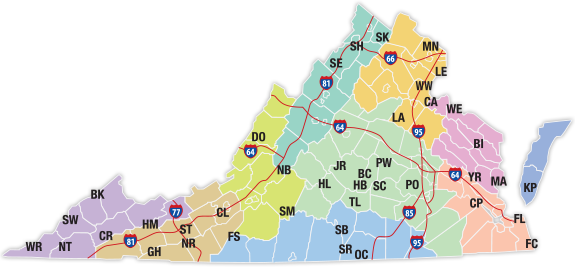 SK
SH
MN
SE
66
LE
81
WW
CA
WE
LA
64
95
DO
BI
64
JR
PW
NB
BC
YR
64
MA
HL
HB
SC
PO
KP
BK
TL
CP
SW
77
CL
SM
85
FL
HM
ST
SB
CR
FS
WR
NT
81
NR
SR
95
FC
GH
OC